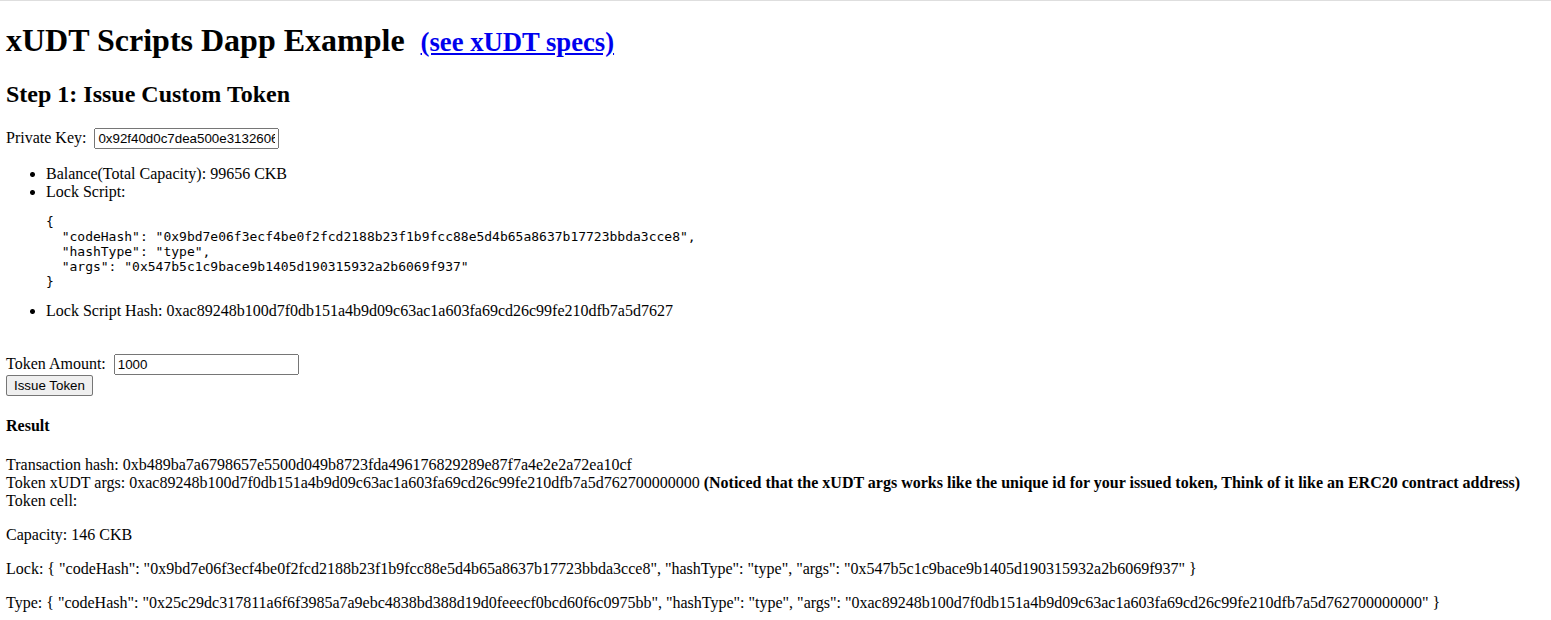 xUDT Scripts Dapp Example (see xUDT specs)
Step 1: Issue Custom Token
Private Key: 0x92f40d0c7dea500e3132606
Balance(Total Capacity): 99656 CKB
Lock Script:
{
"codeHash": "0x9bd7e06f3ecf4be0f2fcd2188b23f1b9fcc88e5d4b65a8637b17723bbda3cce8",
"hashType": "type",
"args": "0x547b5c1c9bace9b1405d190315932a2b6069f937"
}
Lock Script Hash: 0xac89248b100d7f0db151a4b9d09c63ac1a603fa69cd26c99fe210dfb7a5d7627
Token Amount: 1000
Issue Token
Result
Transaction hash: 0xb489ba7a6798657e5500d049b8723fda496176829289e87f7a4e2e2a72ea10cf
Token xUDT args: 0xac89248b100d7f0db151a4b9d09c63ac1a603fa69cd26c99fe210dfb7a5d762700000000 (Noticed that the xUDT args works like the unique id for your issued token, Think of it like an ERC20 contract address)
Token cell:
Capacity: 146 CKB
Lock: { "codeHash": "0x9bd7e06f3ecf4be0f2fcd2188b23f1b9fcc88e5d4b65a8637b17723bbda3cce8", "hashType": "type", "args": "0x547b5c1c9bace9b1405d190315932a2b6069f937" }
Type: { "codeHash": "0x25c29dc317811a6f6f3985a7a9ebc4838bd388d19d0feeecf0bcd60f6c0975bb", "hashType": "type", "args": "0xac89248b100d7f0db151a4b9d09c63ac1a603fa69cd26c99fe210dfb7a5d762700000000" }